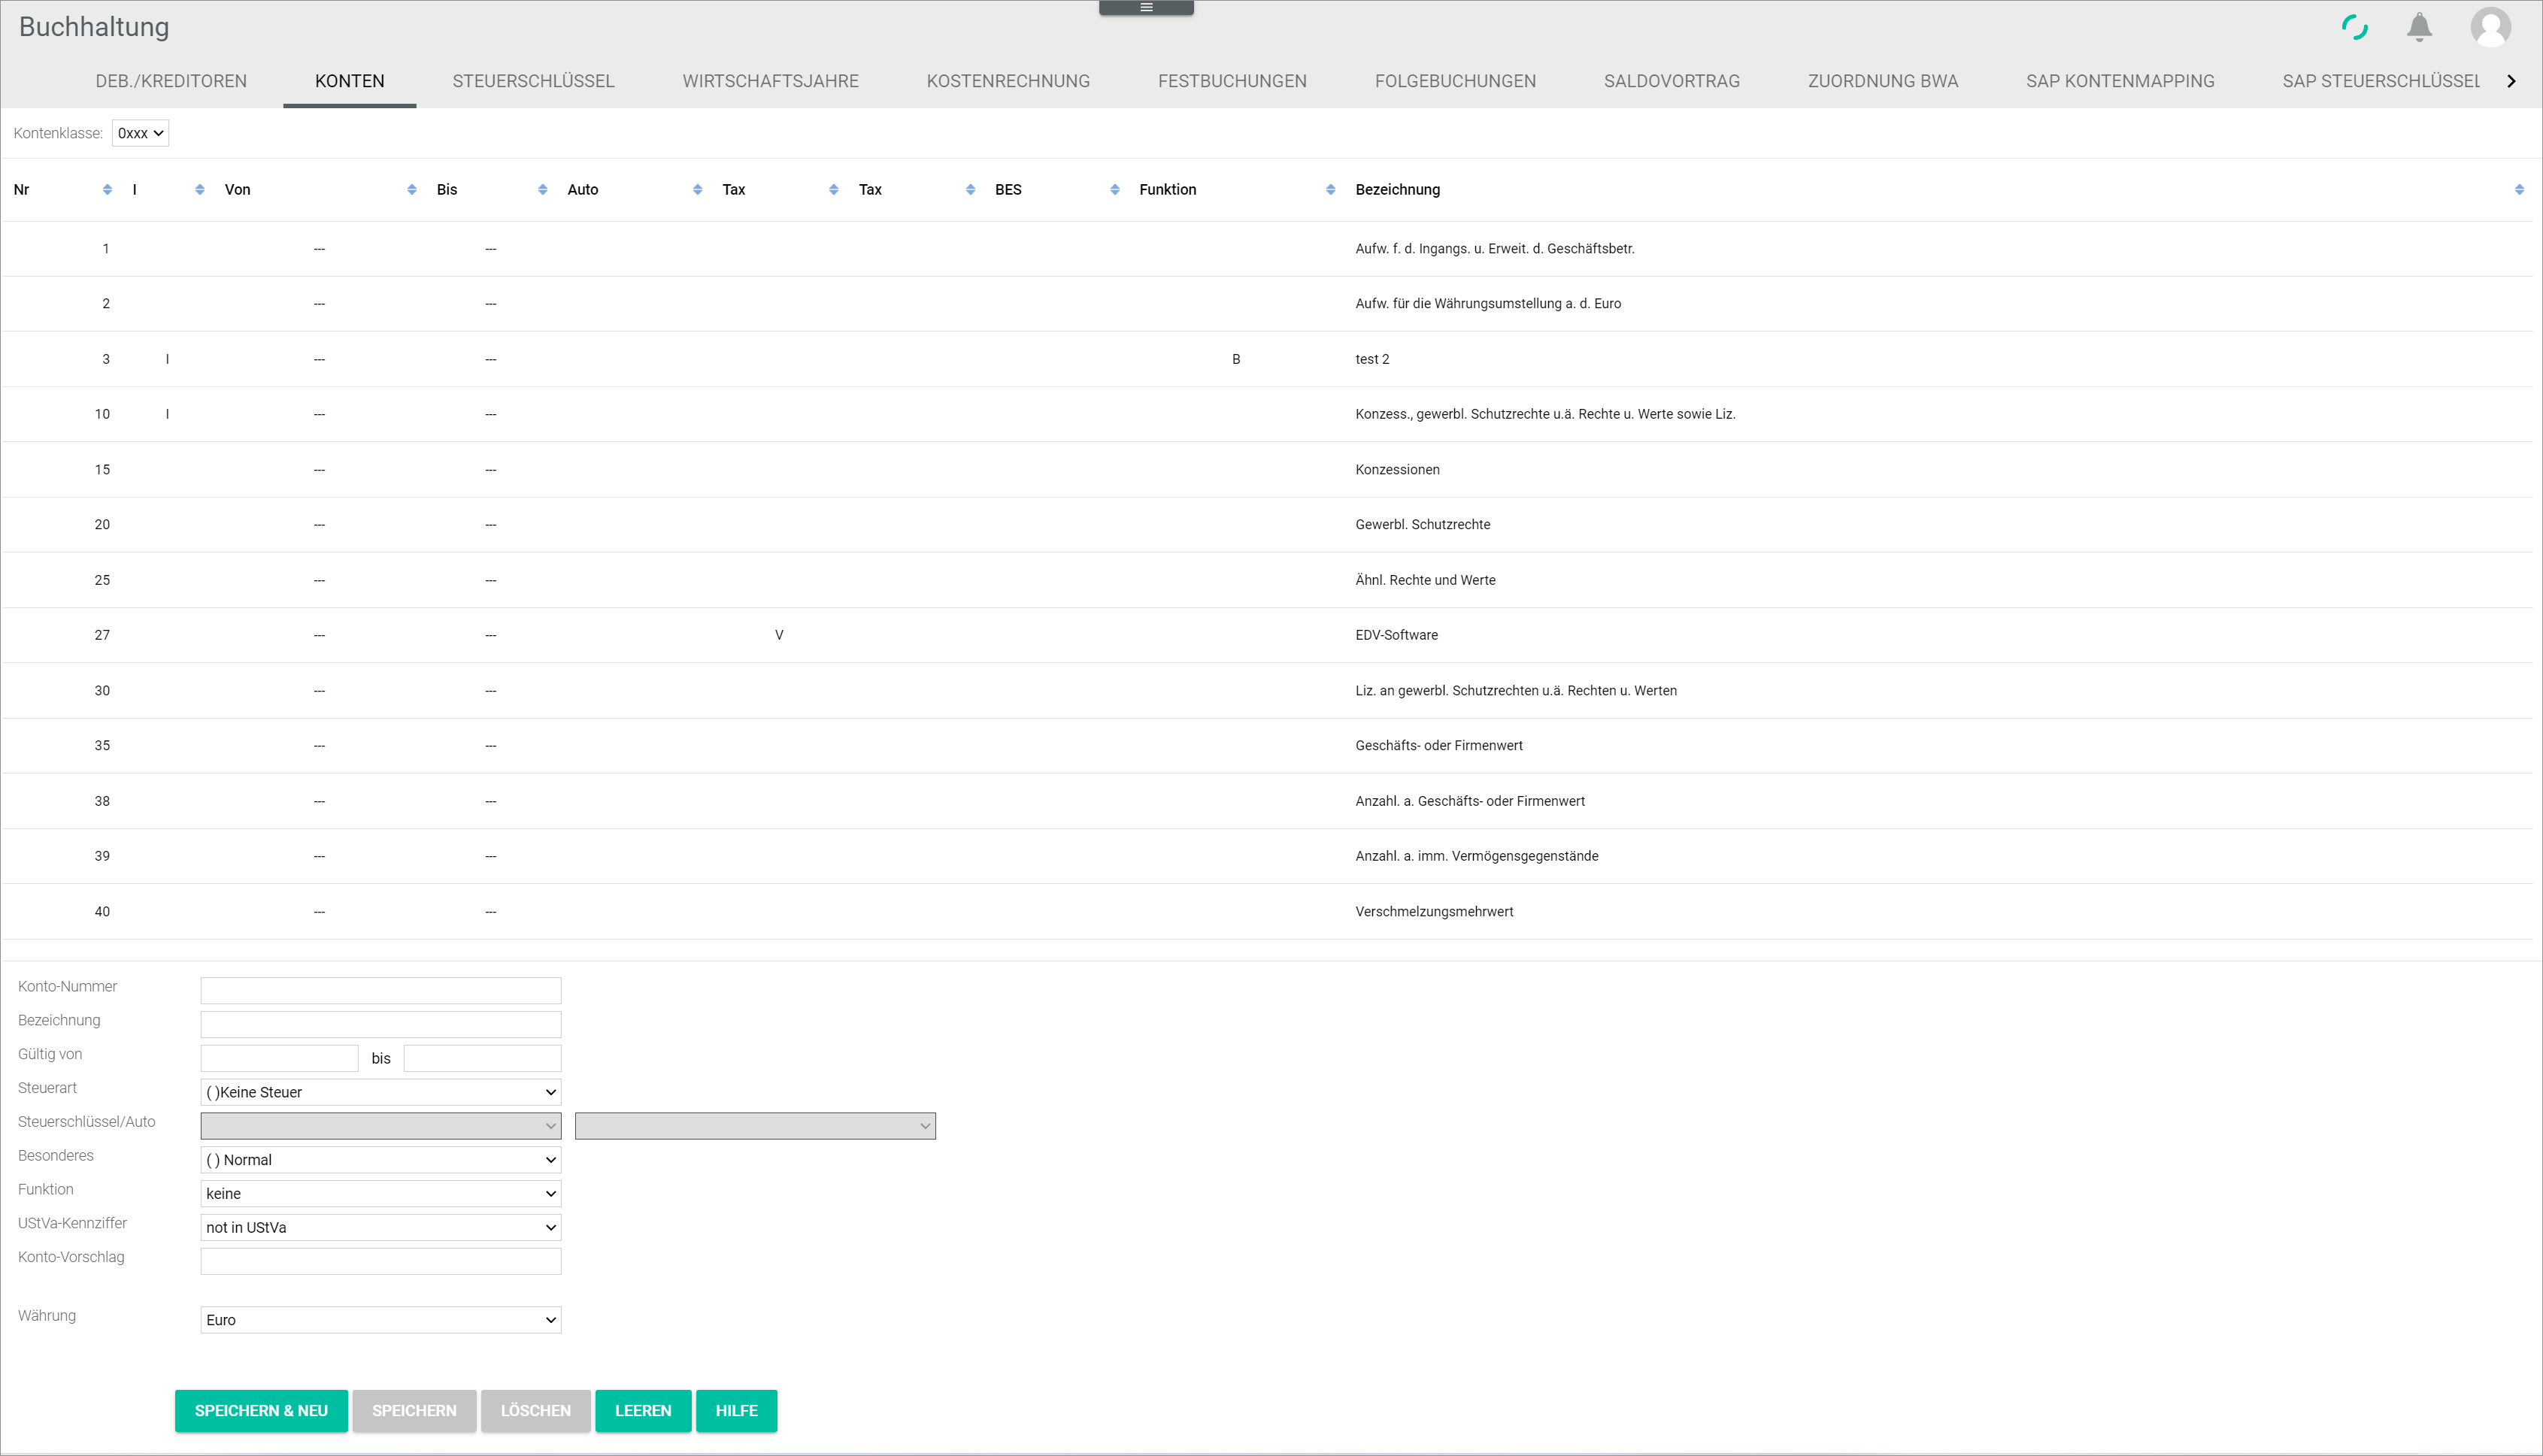 Buchhaltung
DEB./KREDITOREN KONTEN STEUERSCHLÜSSEL WIRTSCHAFTSJAHRE KOSTENRECHNUNG FESTBUCHUNGEN FOLGEBUCHUNGEN SALDOVORTRAG ZUORDNUNG BWA SAP KONTENMAPPING SAP STEUERSCHLÜSSEL
Kontenklasse: 0xxx
Nr I Von Bis Auto Tax Tax BES Funktion Bezeichnung
1 --- --- Aufw. f. d. Ingangs. u. Erweit. d. Geschäftsbetr.
2 --- --- Aufw. für die Währungsumstellung a. d. Euro
3 I --- --- B test 2
10 I --- --- Konzess., gewerbl. Schutzrechte u.ä. Rechte u. Werte sowie Liz.
15 --- --- Konzessionen
20 --- --- Gewerbl. Schutzrechte
25 --- --- Ähnl. Rechte und Werte
27 --- --- V EDV-Software
30 --- --- Liz. an gewerbl. Schutzrechten u.ä. Rechten u. Werten
35 --- --- Geschäfts- oder Firmenwert
38 --- --- Anzahl. a. Geschäfts- oder Firmenwert
39 --- --- Anzahl. a. imm. Vermögensgegenstände
40 --- --- Verschmelzungsmehrwert
Konto-Nummer
Bezeichnung
Gültig von bis
Steuerart ( )Keine Steuer
Steuerschlüssel/Auto
Besonderes ( ) Normal
Funktion keine
UStVa-Kennziffer not in UStVa
Konto-Vorschlag
Währung Euro
SPEICHERN & NEU SPEICHERN LÖSCHEN LEEREN HILFE